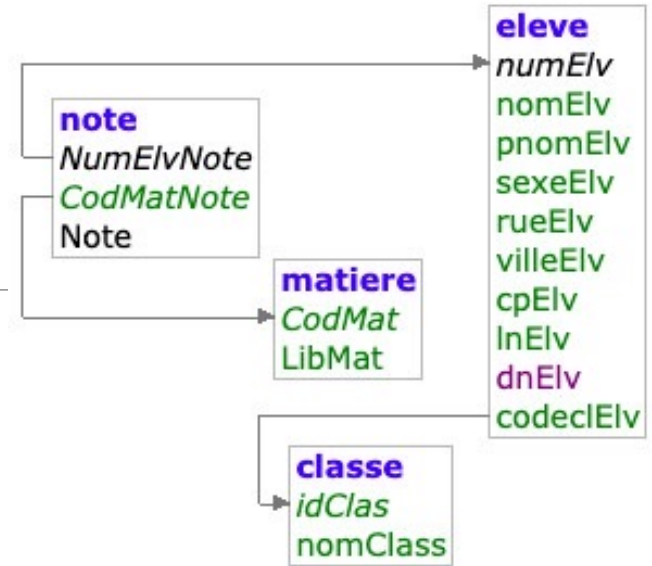 note
NumElvNote
CodMatNote
Note
matiere
CodMat
LibMat
eleve
numElv
nomElv
pnomElv
sexeElv
rueElv
villeElv
cpElv
lnElv
dnElv
codeclElv
classe
idClas
nomClass